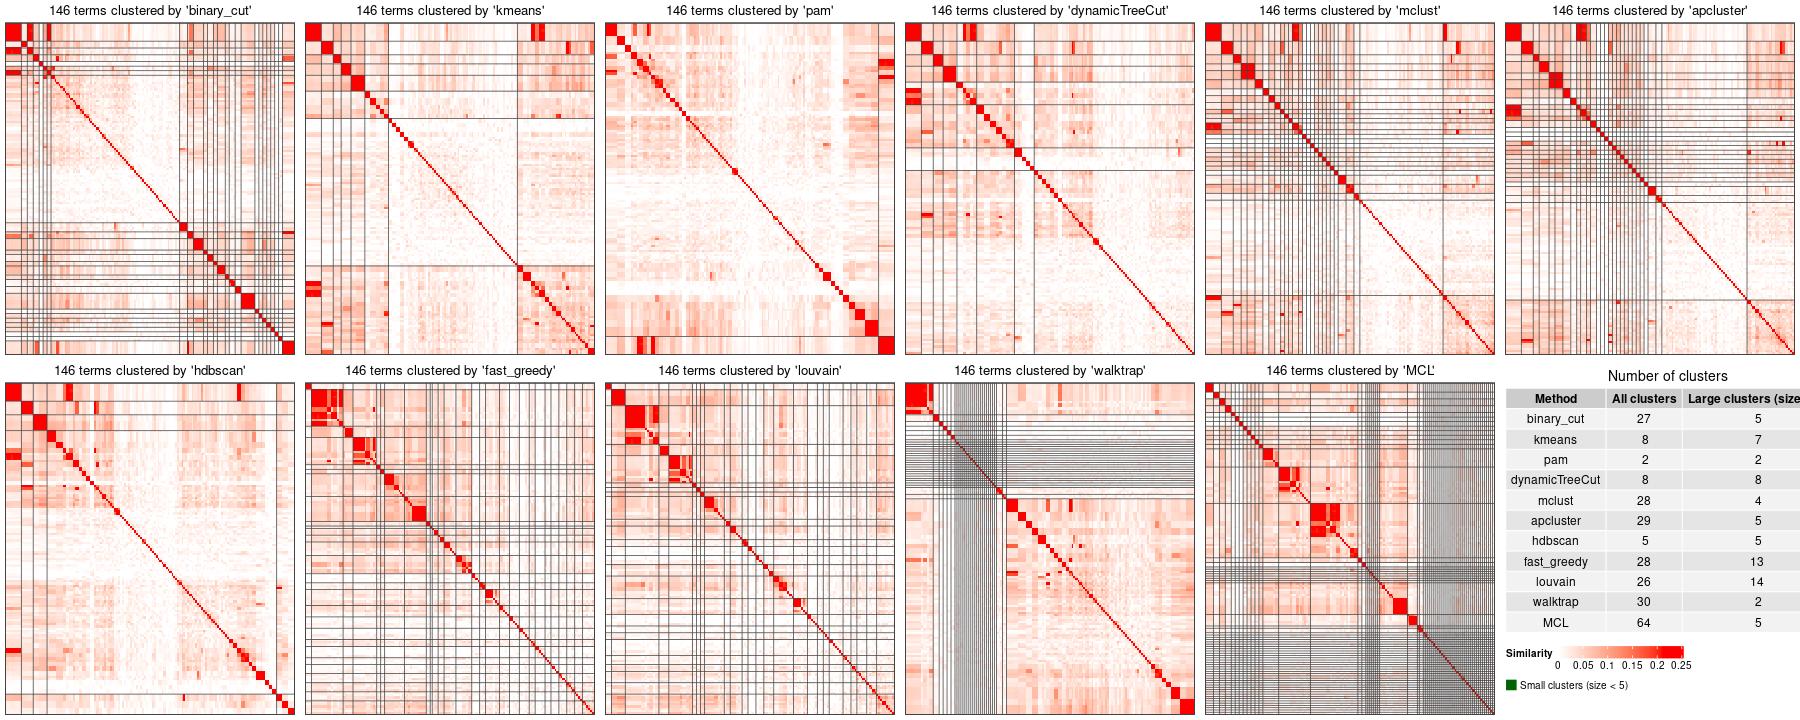 146 terms clustered by 'binary_cut'
146 terms clustered by 'kmeans'
146 terms clustered by 'pam'
146 terms clustered by 'dynamicTreeCut'
146 terms clustered by 'mclust'
146 terms clustered by 'apcluster'
146 terms clustered by 'hdbscan'
146 terms clustered by 'fast_greedy'
146 terms clustered by 'louvain'
146 terms clustered by 'walktrap'
146 terms clustered by 'MCL'
Number of clusters
Method All clusters Large clusters (size
binary_cut 27 5
kmeans 8 7
pam 2 2
dynamicTreeCut 8 8
mclust 28 4
apcluster 29 5
hdbscan 5 5
fast_greedy 28 13
louvain 26 14
walktrap 30 2
MCL 64 5
Similarity
0 0.05 0.1 0.15 0.2 0.25
Small clusters (size < 5)